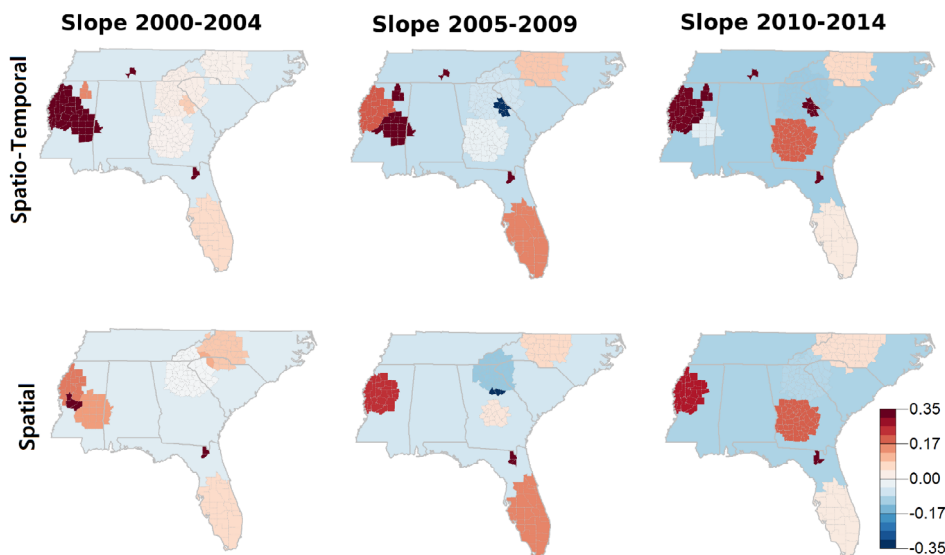 Slope 2000-2004
Slope 2005-2009
Slope 2010-2014
Spatio-Temporal
Spatial
0.35
0.17
0.00
-0.17
-0.35